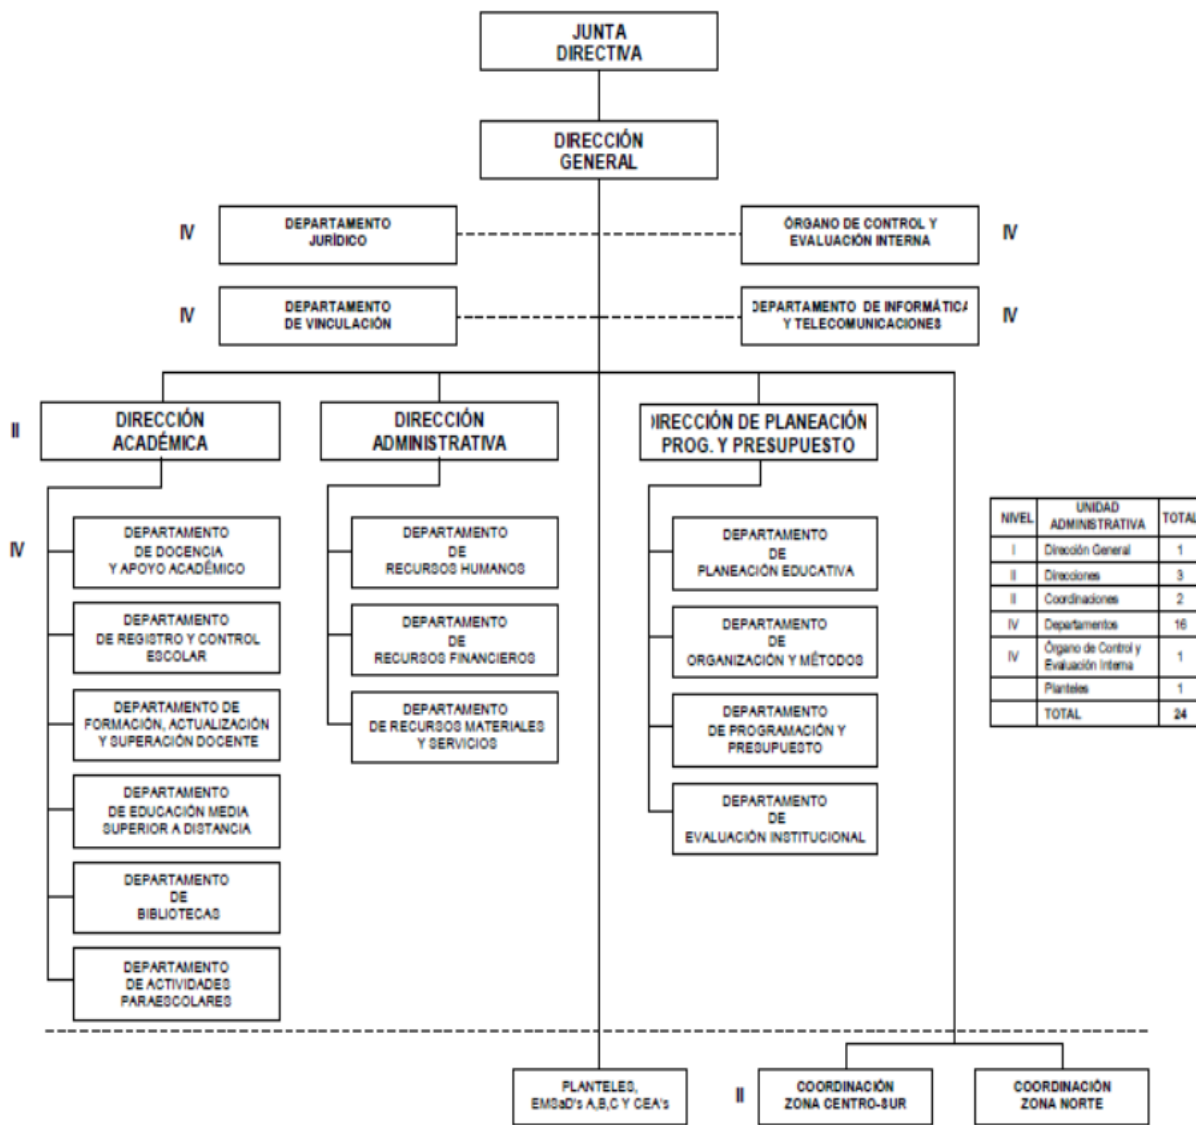 JUNTA
DIRECTIVA
DIRECCIÓN
GENERAL
IV
DEPARTAMENTO
JURÍDICO
ÓRGANO DE CONTROL Y
EVALUACIÓN INTERNA
IV
IV
DEPARTAMENTO
DE VINCULACIÓN
DEPARTAMENTO DE INFORMÁTICA
Y TELECOMUNICACIONES
IV
II
DIRECCIÓN
ACADÉMICA
DIRECCIÓN
ADMINISTRATIVA
DIRECCIÓN DE PLANEACIÓN
PROG. Y PRESUPUESTO
IV
DEPARTAMENTO
DE DOCENCIA
Y APOYO ACADÉMICO
DEPARTAMENTO
DE REGISTRO Y CONTROL
ESCOLAR
DEPARTAMENTO DE
FORMACIÓN, ACTUALIZACIÓN
Y SUPERACIÓN DOCENTE
DEPARTAMENTO
DE EDUCACIÓN MEDIA
SUPERIOR A DISTANCIA
DEPARTAMENTO
DE
BIBLIOTECAS
DEPARTAMENTO
DE ACTIVIDADES
PARAESCOLARES
DEPARTAMENTO
DE
RECURSOS HUMANOS
DEPARTAMENTO
DE
RECURSOS FINANCIEROS
DEPARTAMENTO
DE RECURSOS MATERIALES
Y SERVICIOS
DEPARTAMENTO
DE
PLANEACIÓN EDUCATIVA
DEPARTAMENTO
DE
ORGANIZACIÓN Y MÉTODOS
DEPARTAMENTO
DE PROGRAMACIÓN Y
PRESUPUESTO
DEPARTAMENTO
DE
EVALUACIÓN INSTITUCIONAL
NIVEL UNIDAD ADMINISTRATIVA TOTAL
I Dirección General 1
II Direcciones 3
II Coordinaciones 2
IV Departamentos 16
IV Órgano de Control y Evaluación Interna 1
Planteles 1
TOTAL 24
PLANTELES,
EMSaD's A,B,C Y CEA's
II
COORDINACIÓN
ZONA CENTRO-SUR
COORDINACIÓN
ZONA NORTE